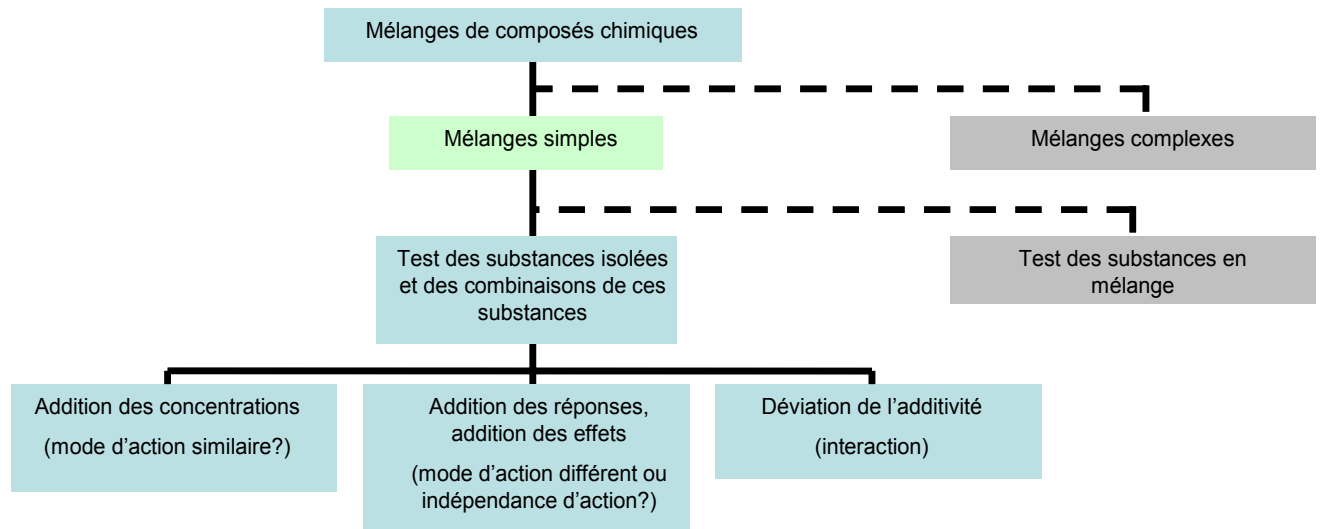 Mélanges de composés chimiques
Mélanges simples
Mélanges complexes
Test des substances isolées
et des combinaisons de ces
substances
Test des substances en
mélange
Addition des concentrations
(mode d’action similaire?)
Addition des réponses,
addition des effets
(mode d’action différent ou
indépendance d’action?)
Déviation de l’additivité
(interaction)